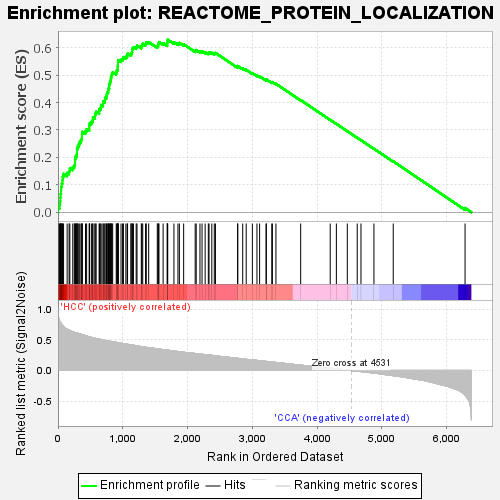 Enrichment plot: REACTOME_PROTEIN_LOCALIZATION
Enrichment score (ES)
0.6
0.5
0.4
0.3
0.2
0.1
0.0
'HCC' (positively correlated)
Ranked list metric (Signal2Noise)
1.0
0.5
0.0
-0.5
Zero cross at 4531
'CCA' (negatively correlated)
0
1,000
2,000
3,000
4,000
5,000
6,000
Rank in Ordered Dataset
Enrichment profile
Hits
Ranking metric scores